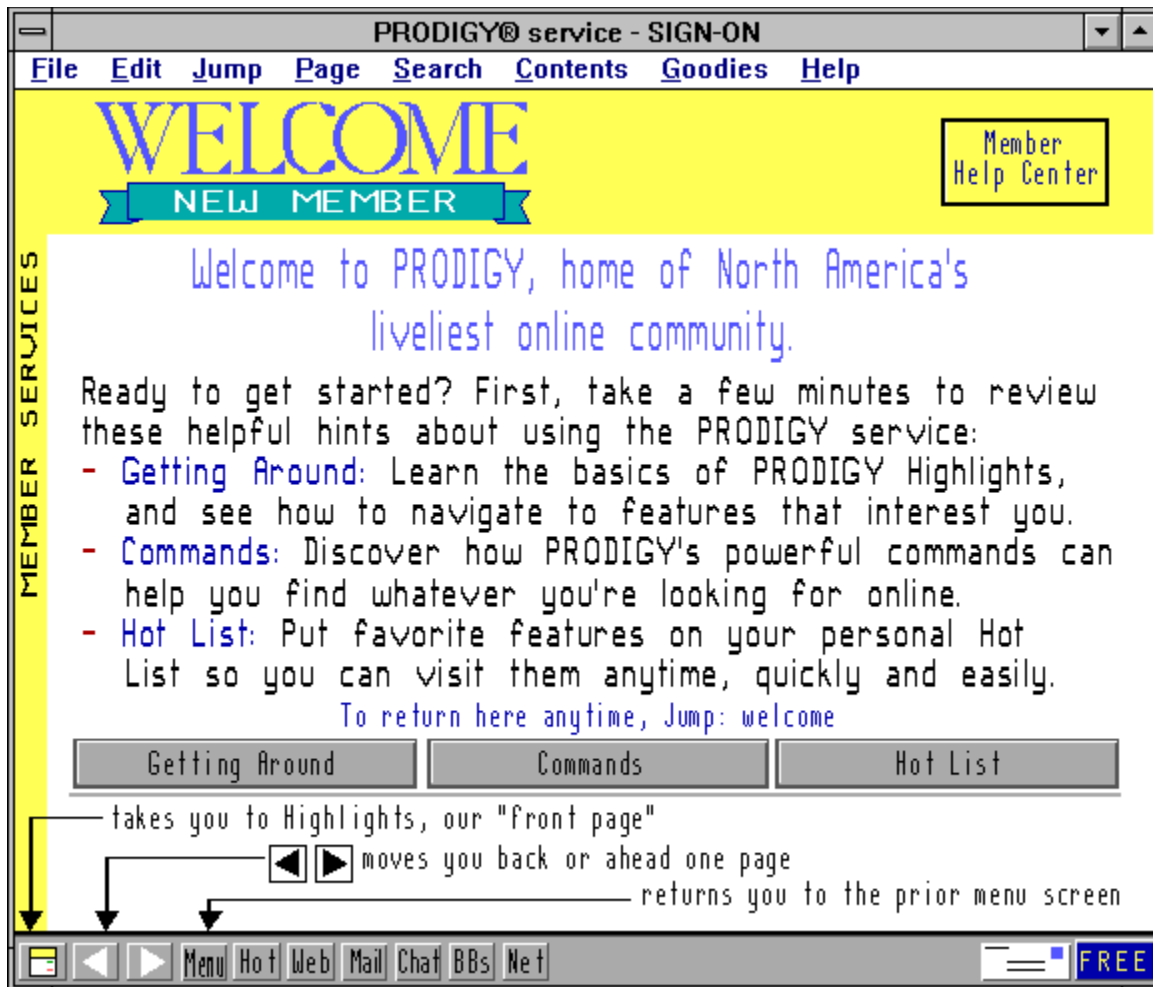 PRODIGY® service - SIGN-ON
File Edit Jump Page Search Contents Goodies Help
WELCOME
NEW MEMBER
Member
Help Center
MEMBER SERVICES
Welcome to PRODIGY, home of North America's
liveliest online community.
Ready to get started? First, take a few minutes to review
these helpful hints about using the PRODIGY service:
- Getting Around: Learn the basics of PRODIGY Highlights,
and see how to navigate to features that interest you.
- Commands: Discover how PRODIGY's powerful commands can
help you find whatever you're looking for online.
- Hot List: Put favorite features on your personal Hot
List so you can visit them anytime, quickly and easily.
To return here anytime, Jump: welcome
Getting Around Commands Hot List
takes you to Highlights, our "front page"
moves you back or ahead one page
returns you to the prior menu screen
Menu Hot Web Mail Chat BBs Net FREE